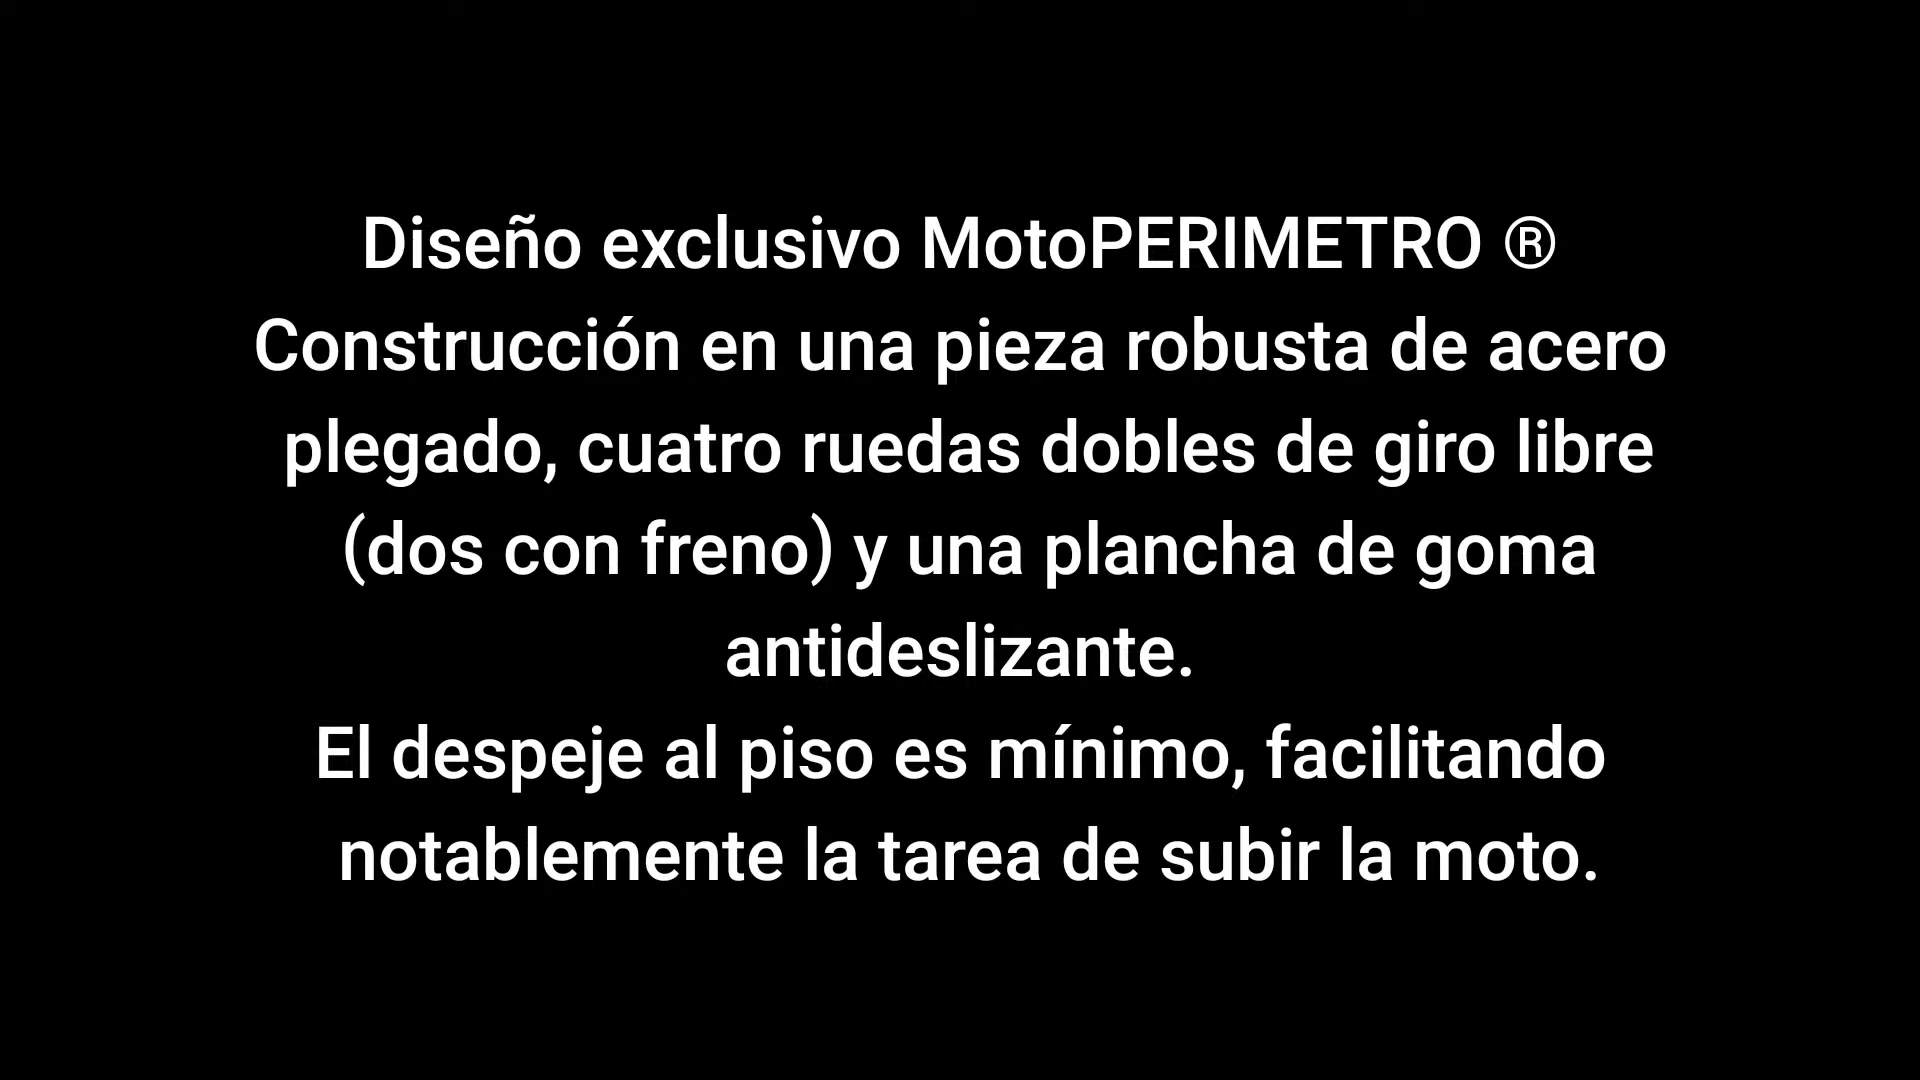 Diseño exclusivo MotoPERIMETRO ®
Construcción en una pieza robusta de acero
plegado, cuatro ruedas dobles de giro libre
(dos con freno) y una plancha de goma
antideslizante.
El despeje al piso es mínimo, facilitando
notablemente la tarea de subir la moto.